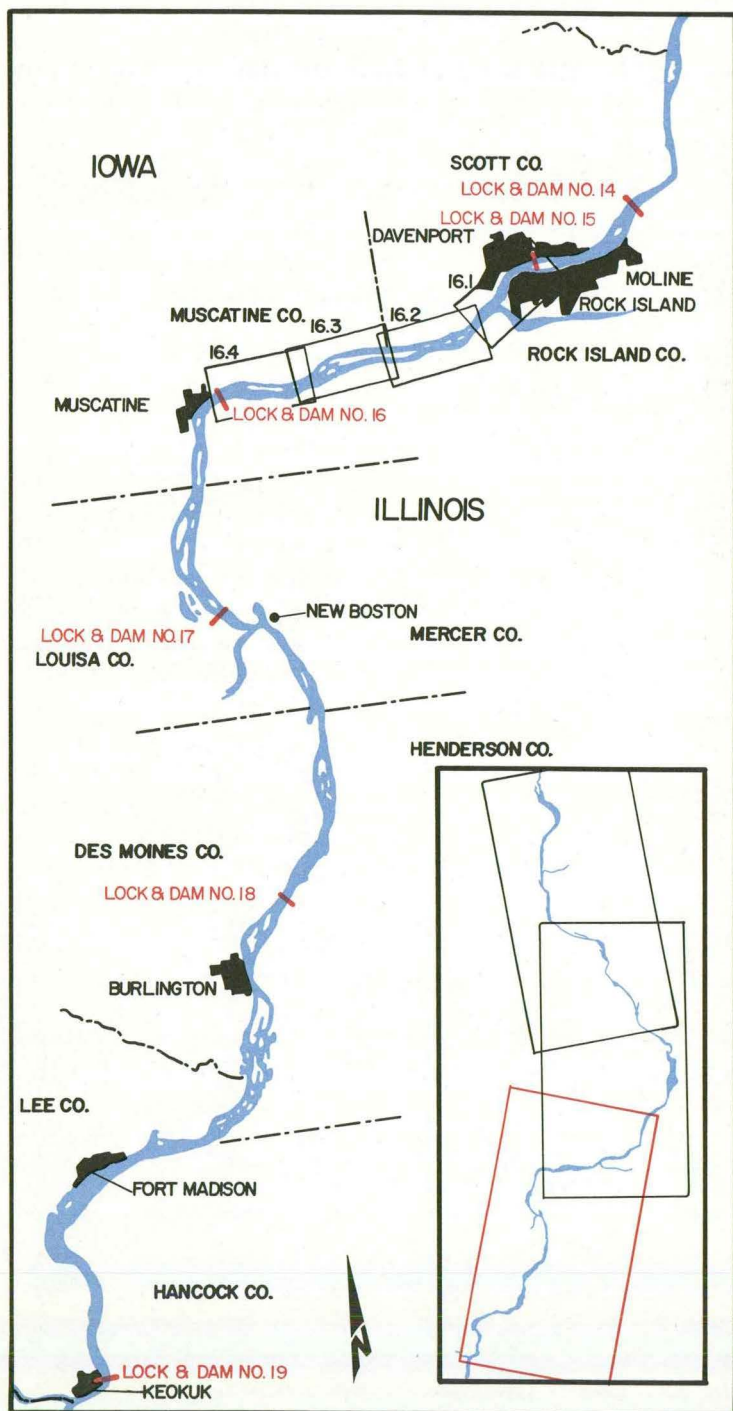 IOWA
SCOTT CO.
LOCK & DAM NO. 14
LOCK & DAM NO. 15
DAVENPORT
MOLINE
16.1
ROCK ISLAND
MUSCATINE CO.
16.3
16.2
16.4
ROCK ISLAND CO.
MUSCATINE
LOCK & DAM NO. 16
ILLINOIS
NEW BOSTON
LOCK & DAM NO. 17
MERCER CO.
LOUISA CO.
HENDERSON CO.
DES MOINES CO.
LOCK & DAM NO. 18
BURLINGTON
LEE CO.
FORT MADISON
HANCOCK CO.
N
LOCK & DAM NO. 19
KEOKUK